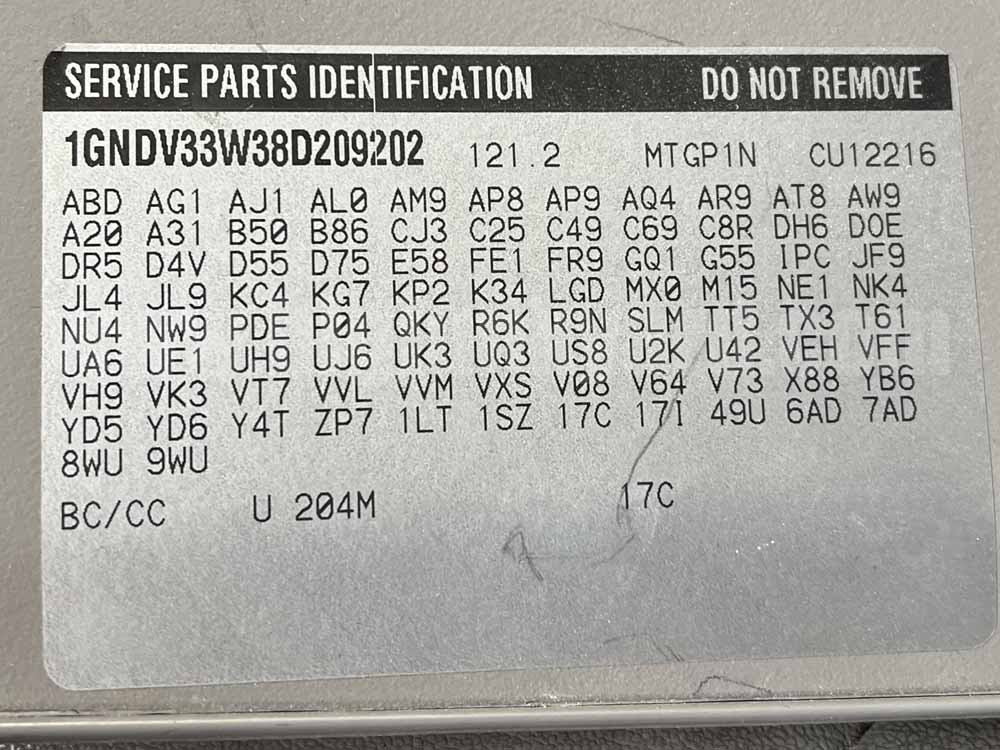 SERVICE PARTS IDENTIFICATION DO NOT REMOVE
1GNDV33W38D209202 121.2 MTGP1N CU12216
ABD AG1 AJ1 AL0 AM9 AP8 AP9 AQ4 AR9 AT8 AW9
A20 A31 B50 B86 CJ3 C25 C49 C69 C8R DH6 DOE
DR5 D4V D55 D75 E58 FE1 FR9 GQ1 G55 IPC JF9
JL4 JL9 KC4 KG7 KP2 K34 LGD MX0 M15 NE1 NK4
NU4 NW9 PDE P04 QKY R6K R9N SLM TT5 TX3 T61
UA6 UE1 UH9 UJ6 UK3 UQ3 US8 U2K U42 VEH VFF
VH9 VK3 VT7 VVL VVM VXS V08 V64 V73 X88 YB6
YD5 YD6 Y4T ZP7 1LT 1SZ 17C 17I 49U 6AD 7AD
8WU 9WU
BC/CC U 204M 17C